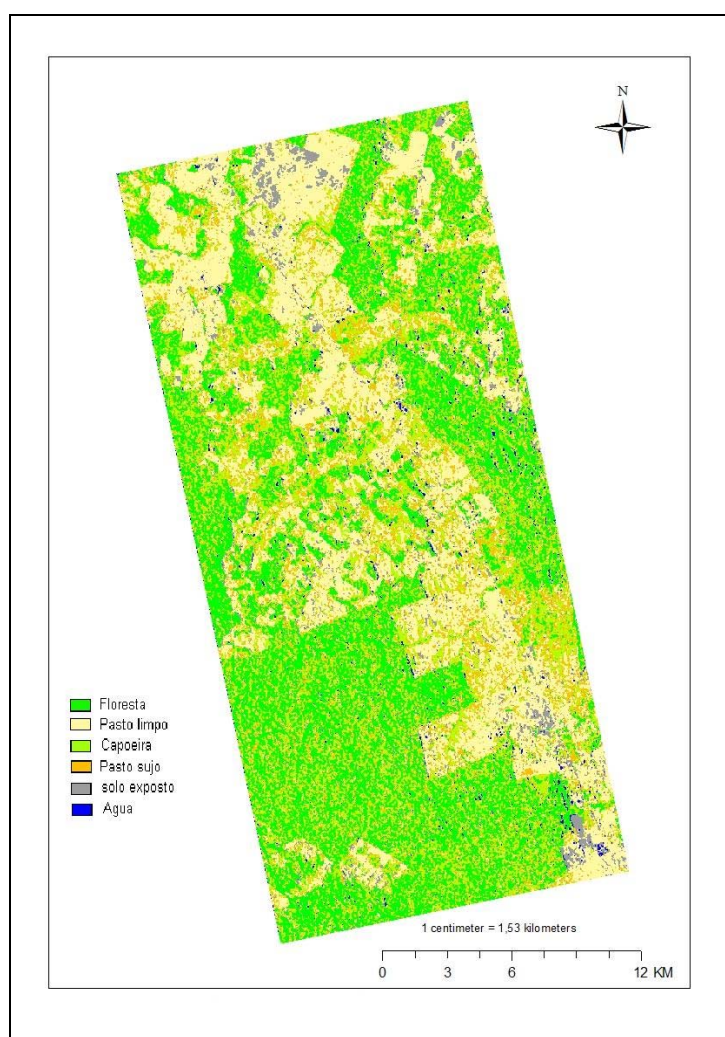 N
Floresta
Pasto limpo
Capoeira
Pasto sujo
solo exposto
Agua
1 centimeter = 1,53 kilometers
0 3 6 12 KM